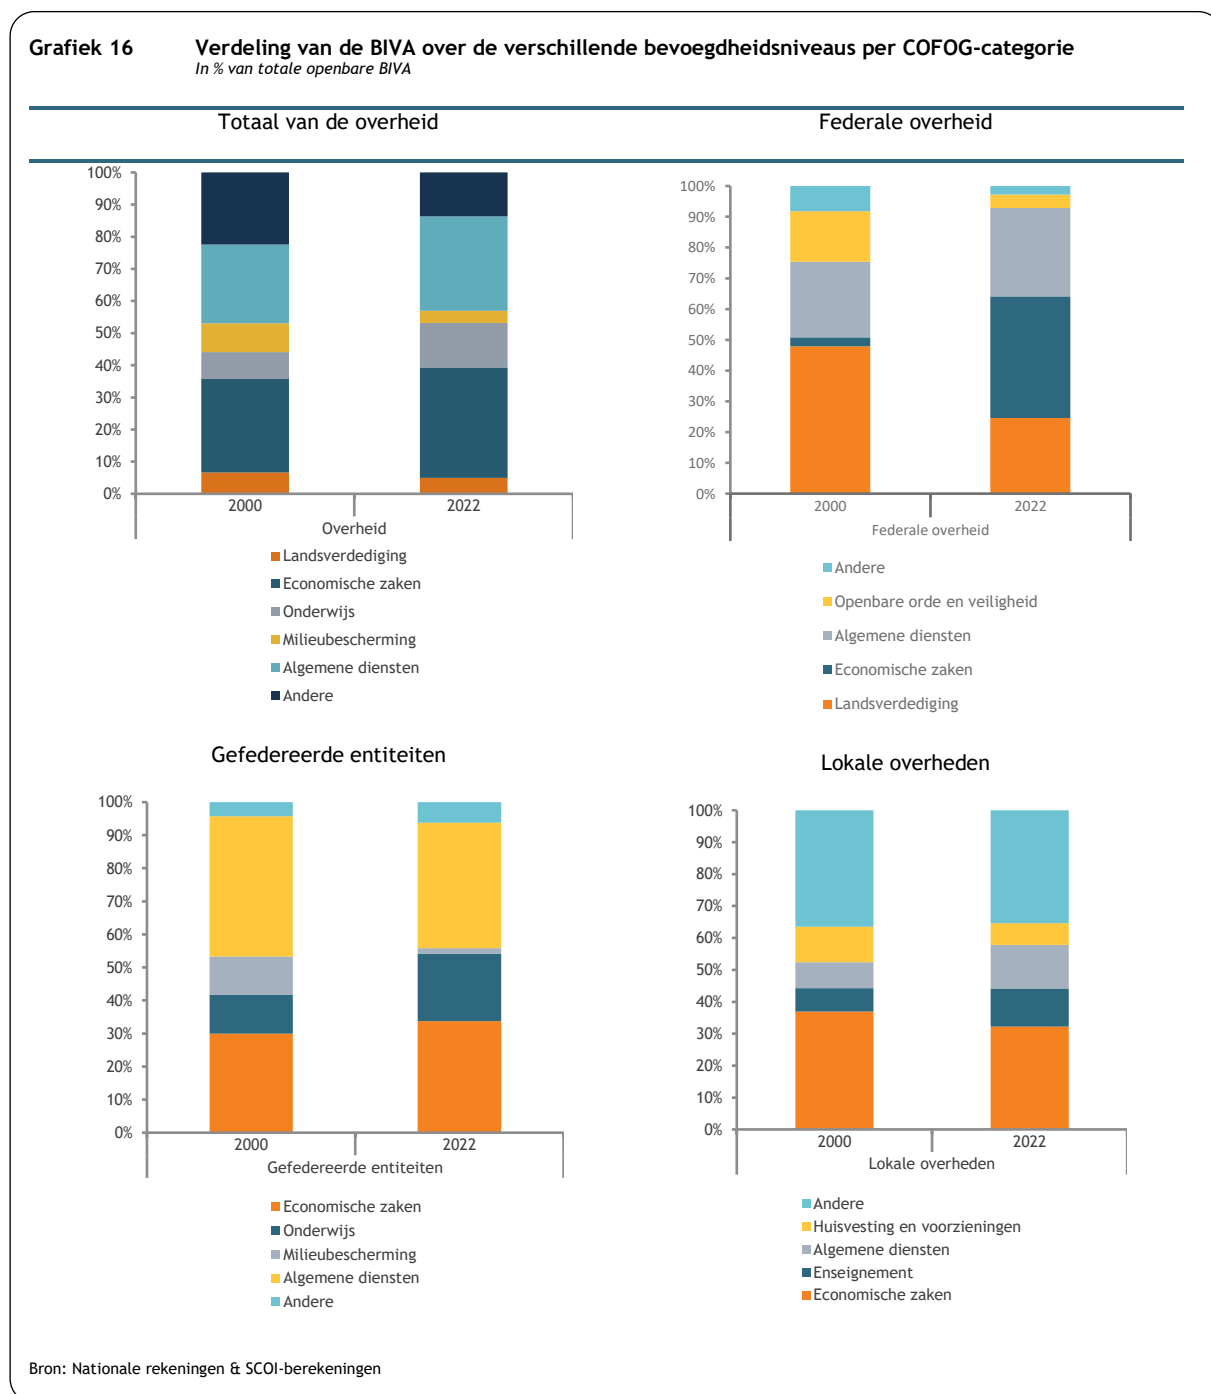 Grafiek 16 Verdeling van de BIVA over de verschillende bevoegdheidsniveaus per COFOG-categorie
In % van totale openbare BIVA
Totaal van de overheid
100%
90%
80%
70%
60%
50%
40%
30%
20%
10%
0%
2000 2022
Overheid
Landsverdediging
Economische zaken
Onderwijs
Milieubescherming
Algemene diensten
Andere
Federale overheid
100%
90%
80%
70%
60%
50%
40%
30%
20%
10%
0%
2000 2022
Federale overheid
Andere
Openbare orde en veiligheid
Algemene diensten
Economische zaken
Landsverdediging
Gefedereerde entiteiten
100%
90%
80%
70%
60%
50%
40%
30%
20%
10%
0%
2000 2022
Gefedereerde entiteiten
Economische zaken
Onderwijs
Milieubescherming
Algemene diensten
Andere
Lokale overheden
100%
90%
80%
70%
60%
50%
40%
30%
20%
10%
0%
2000 2022
Lokale overheden
Andere
Huisvesting en voorzieningen
Algemene diensten
Enseignement
Economische zaken
Bron: Nationale rekeningen & SCOI-berekeningen